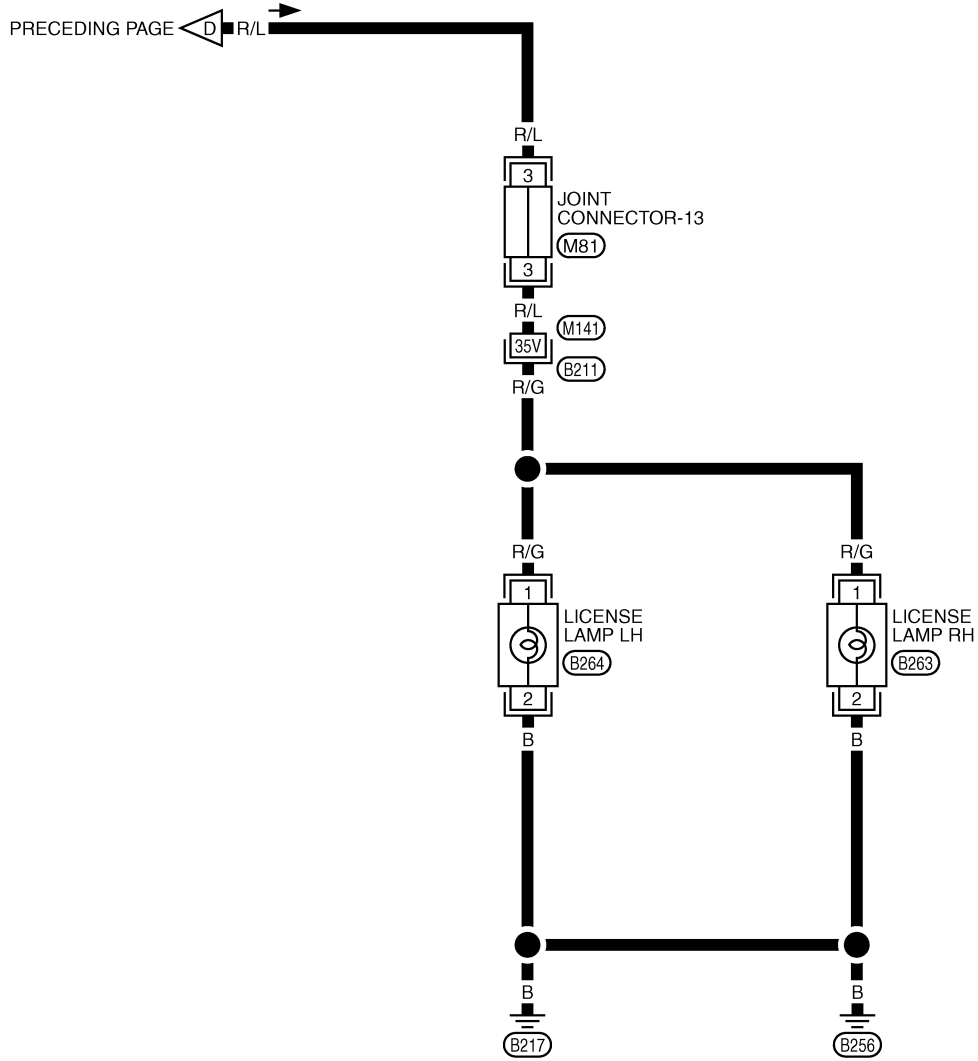 PRECEDING PAGE D R/L
R/L
3
JOINT
CONNECTOR-13
M81
3
R/L
M141
35V
B211
R/G
R/G
R/G
1
LICENSE
LAMP LH
B264
2
B
1
LICENSE
LAMP RH
B263
2
B
B
B
B217
B256